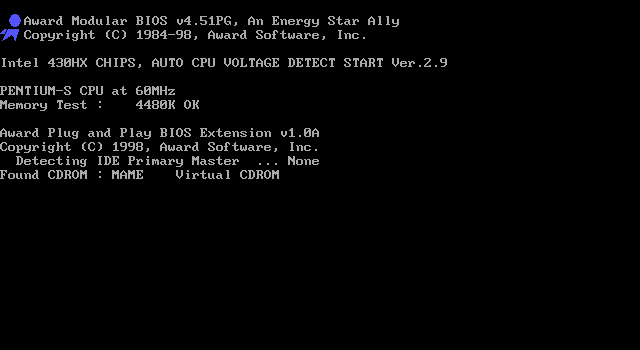 Award Modular BIOS v4.51PG, An Energy Star Ally
Copyright (C) 1984-98, Award Software, Inc.
Intel 430HX CHIPS, AUTO CPU VOLTAGE DETECT START Ver.2.9
PENTIUM-S CPU at 60MHz
Memory Test :    4480K OK
Award Plug and Play BIOS Extension v1.0A
Copyright (C) 1998, Award Software, Inc.
  Detecting IDE Primary Master  ... None
Found CDROM : MAME    Virtual CDROM